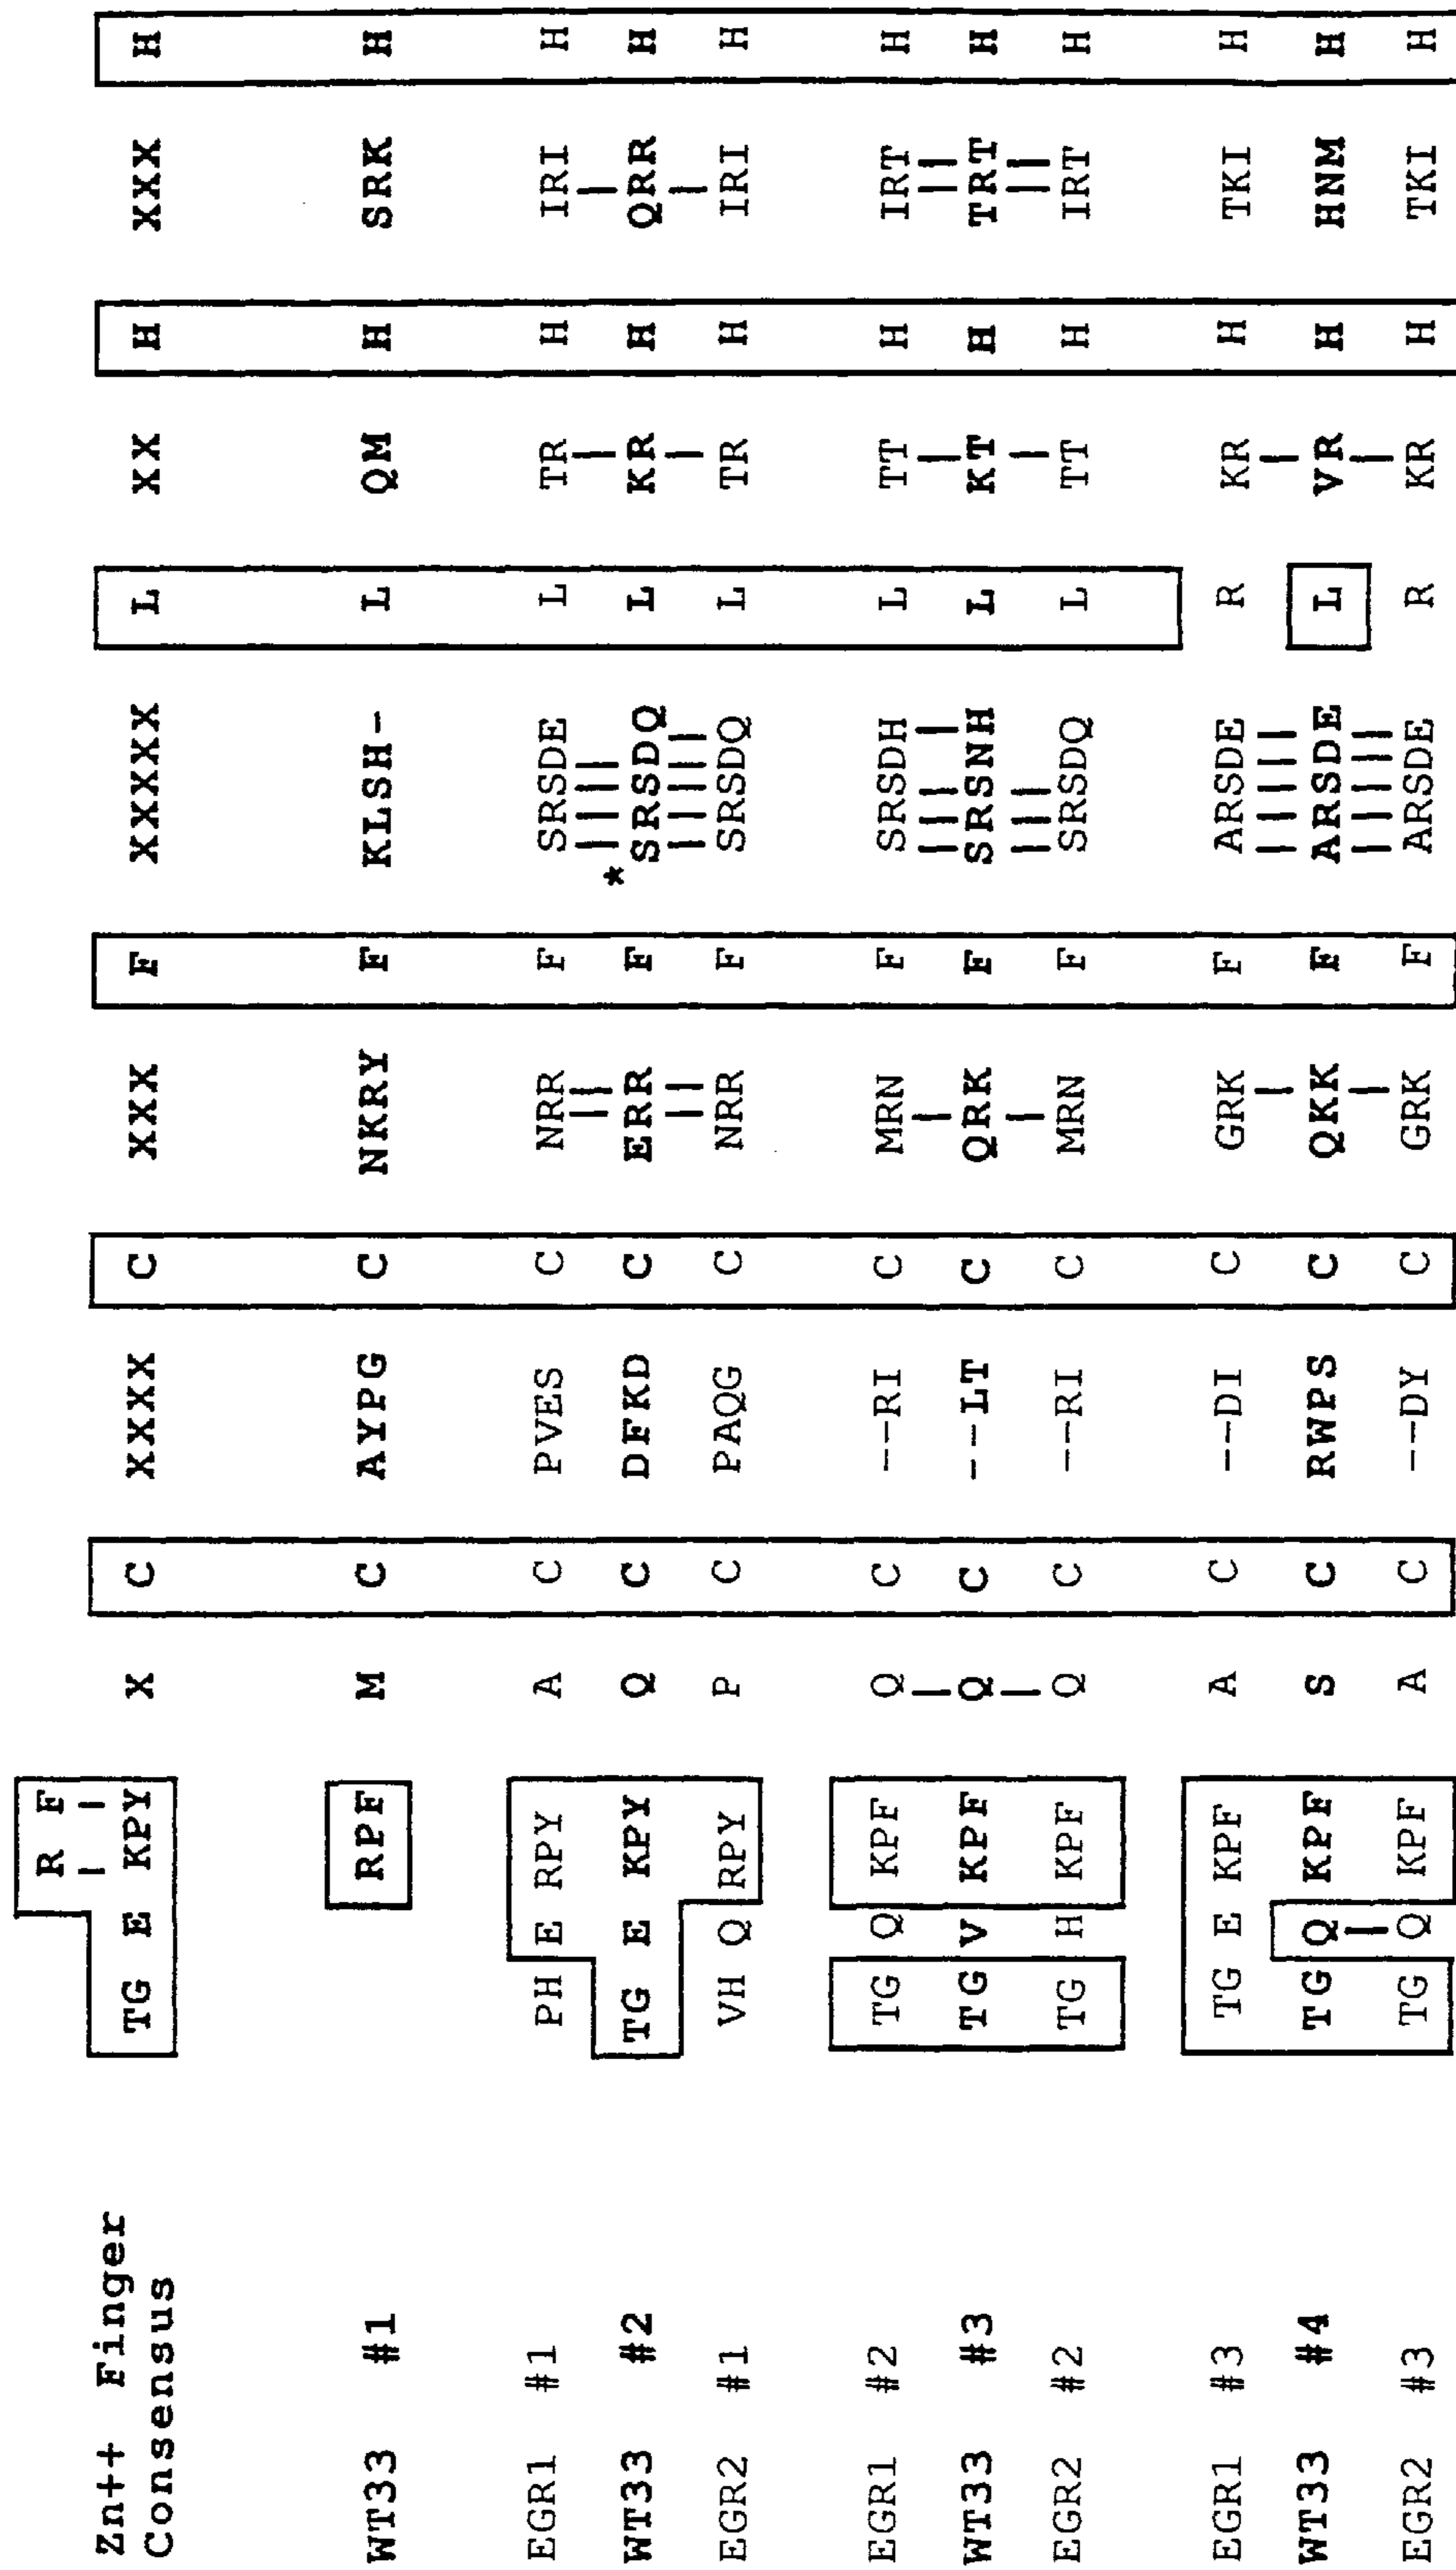 R F
Zn++ Finger TG E KPY X C XXXX C XXX F XXXXX L XX H XXX H
Consensus
WT33 #1 RPF M C AYPG C NKRY F KLSH- L QM H SRK H
EGR1 #1 PH E RPY A C PVES C NRR F SRSDE L TR H IRI H
*
WT33 #2 TG E KPY Q C DFKD C ERR F SRSDQ L KR H QRR H
EGR2 #1 VH Q RPY P C PAQG C NRR F SRSDQ L TR H IRI H
EGR1 #2 TG Q KPF Q C --RI C MRN F SRSDH L TT H IRT H
WT33 #3 TG V KPF Q C --LT C QRK F SRSNH L KT H TRT H
EGR2 #2 TG H KPF Q C --RI C MRN F SRSDQ L TT H IRT H
EGR1 #3 TG E KPF A C --DI C GRK F ARSDE R KR H TKI H
WT33 #4 TG Q KPF S C RWPS C QKK F ARSDE L VR H HNM H
EGR2 #3 TG Q KPF A C --DY C GRK F ARSDE R KR H TKI H